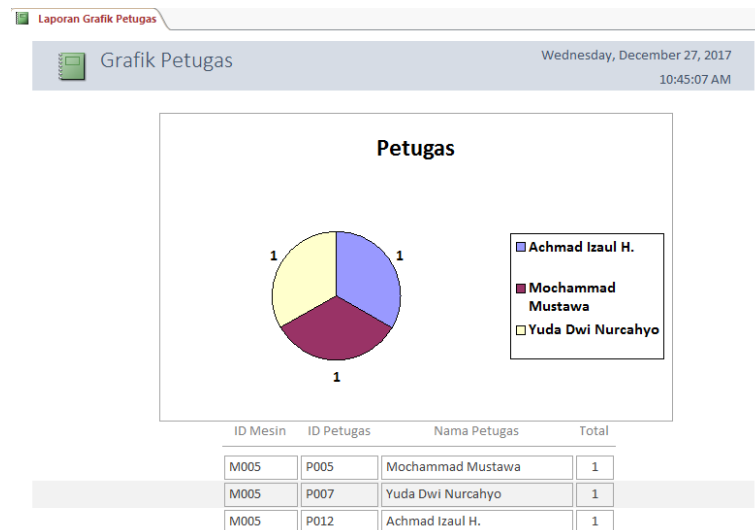 Laporan Grafik Petugas
Grafik Petugas
Wednesday, December 27, 2017
10:45:07 AM
Petugas
1
1
1
Achmad Izaul H.
Mochammad
Mustawa
Yuda Dwi Nurcahyo
ID Mesin ID Petugas Nama Petugas Total
M005 P005 Mochammad Mustawa 1
M005 P007 Yuda Dwi Nurcahyo 1
M005 P012 Achmad Izaul H. 1